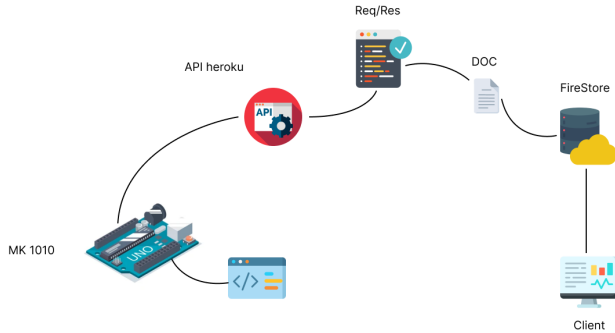 Req/Res
API heroku
DOC
FireStore
API
MK 1010
UNO
</>
Client